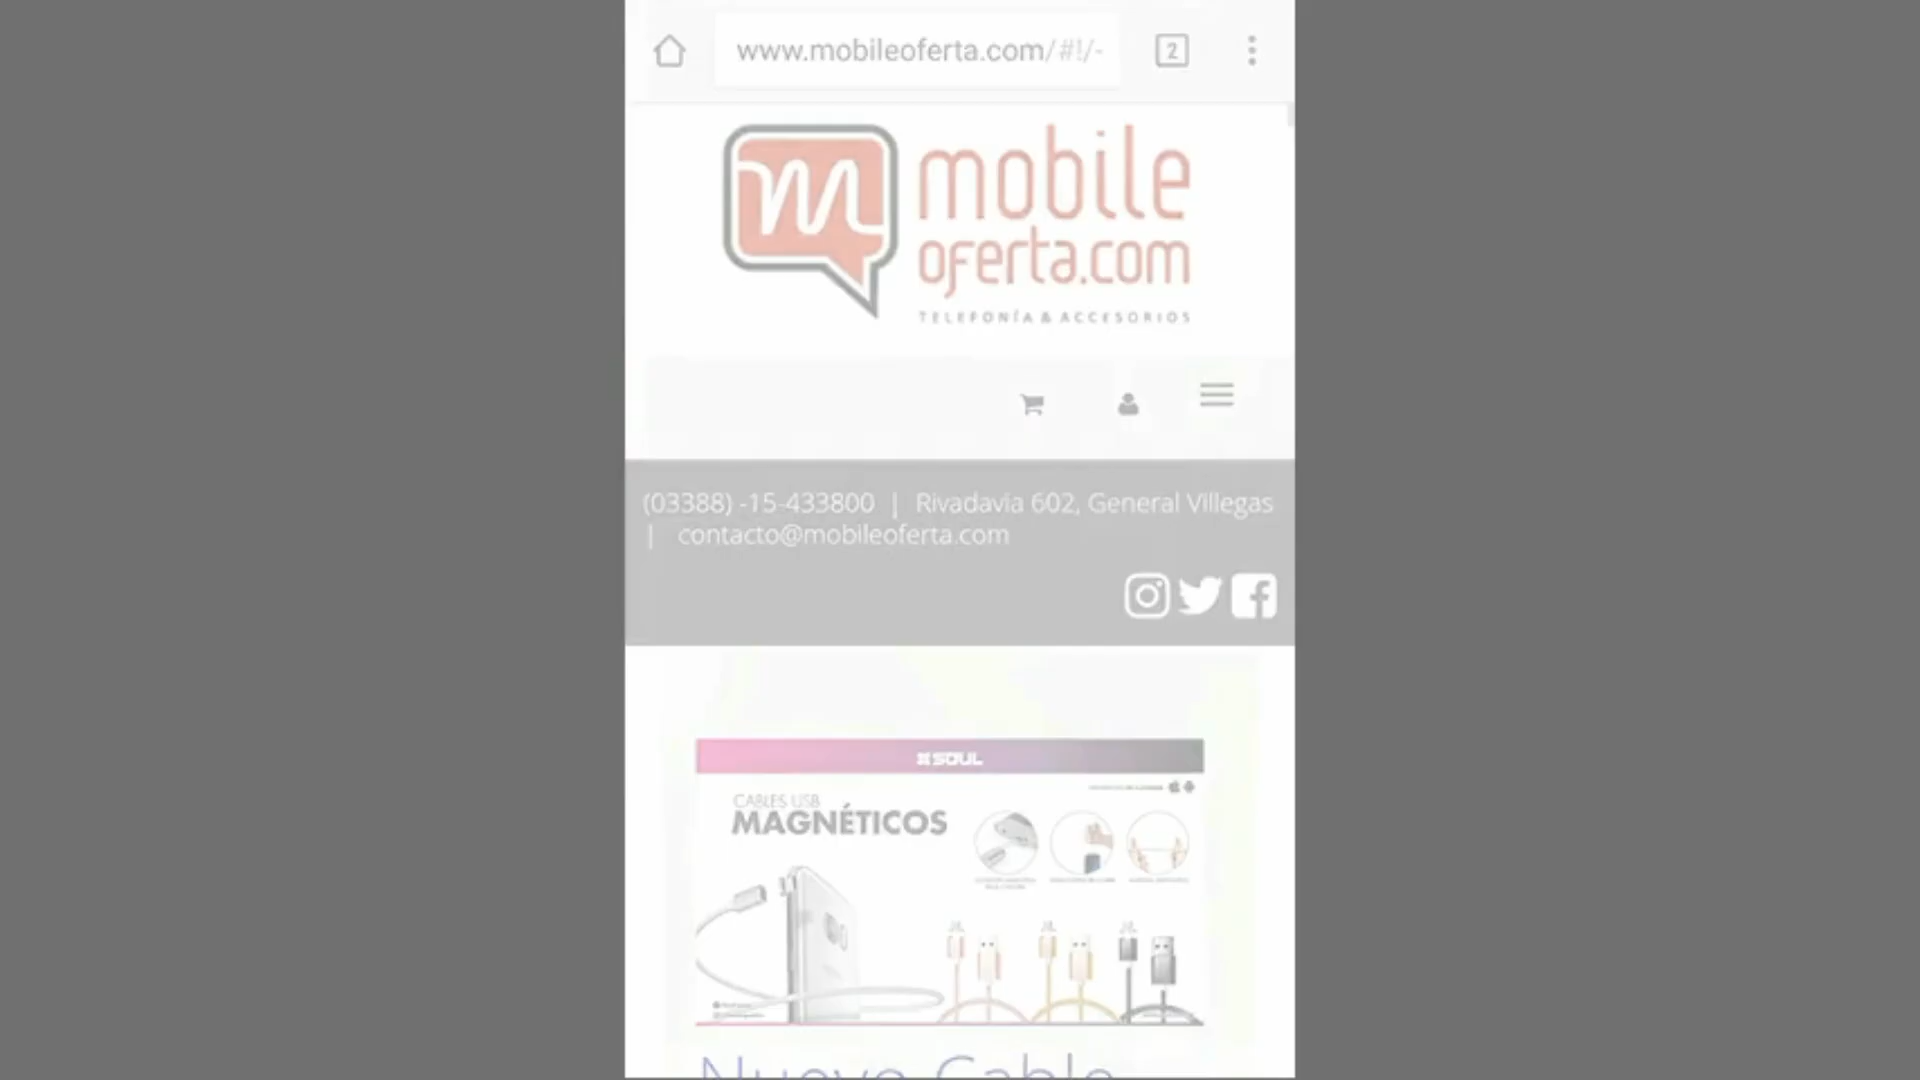 www.mobileoferta.com/#!/-
2
m
mobile
oferta.com
TELEFONÍA & ACCESORIOS
(03388) -15-433800 | Rivadavia 602, General Villegas
| contacto@mobileoferta.com
SOUL
CABLES USB
MAGNÉTICOS
Nuevo Cable